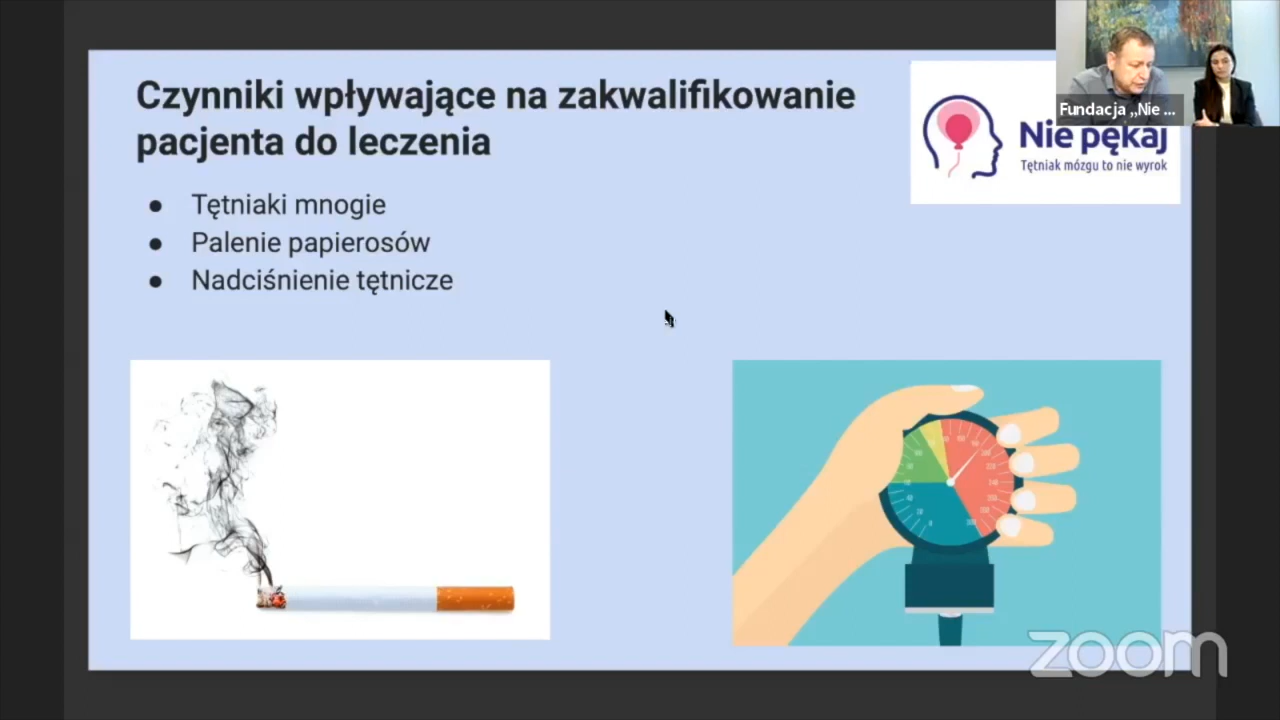 Czynniki wpływające na zakwalifikowanie
pacjenta do leczenia
● Tętniaki mnogie
● Palenie papierosów
● Nadciśnienie tętnicze
Fundacja „Nie ...
Nie pękaj
Tętniak mózgu to nie wyrok
zoom